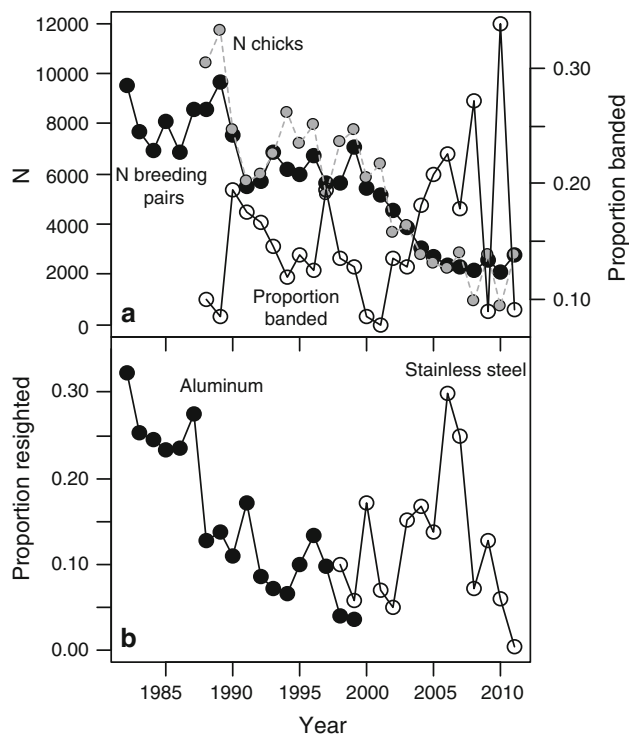 12000
10000
8000
6000
4000
2000
0
N
N chicks
N breeding
pairs
Proportion
banded
a
0.30
0.20
0.10
Proportion banded
Aluminum
Stainless steel
0.30
0.20
0.10
0.00
Proportion resighted
b
1985 1990 1995 2000 2005 2010
Year